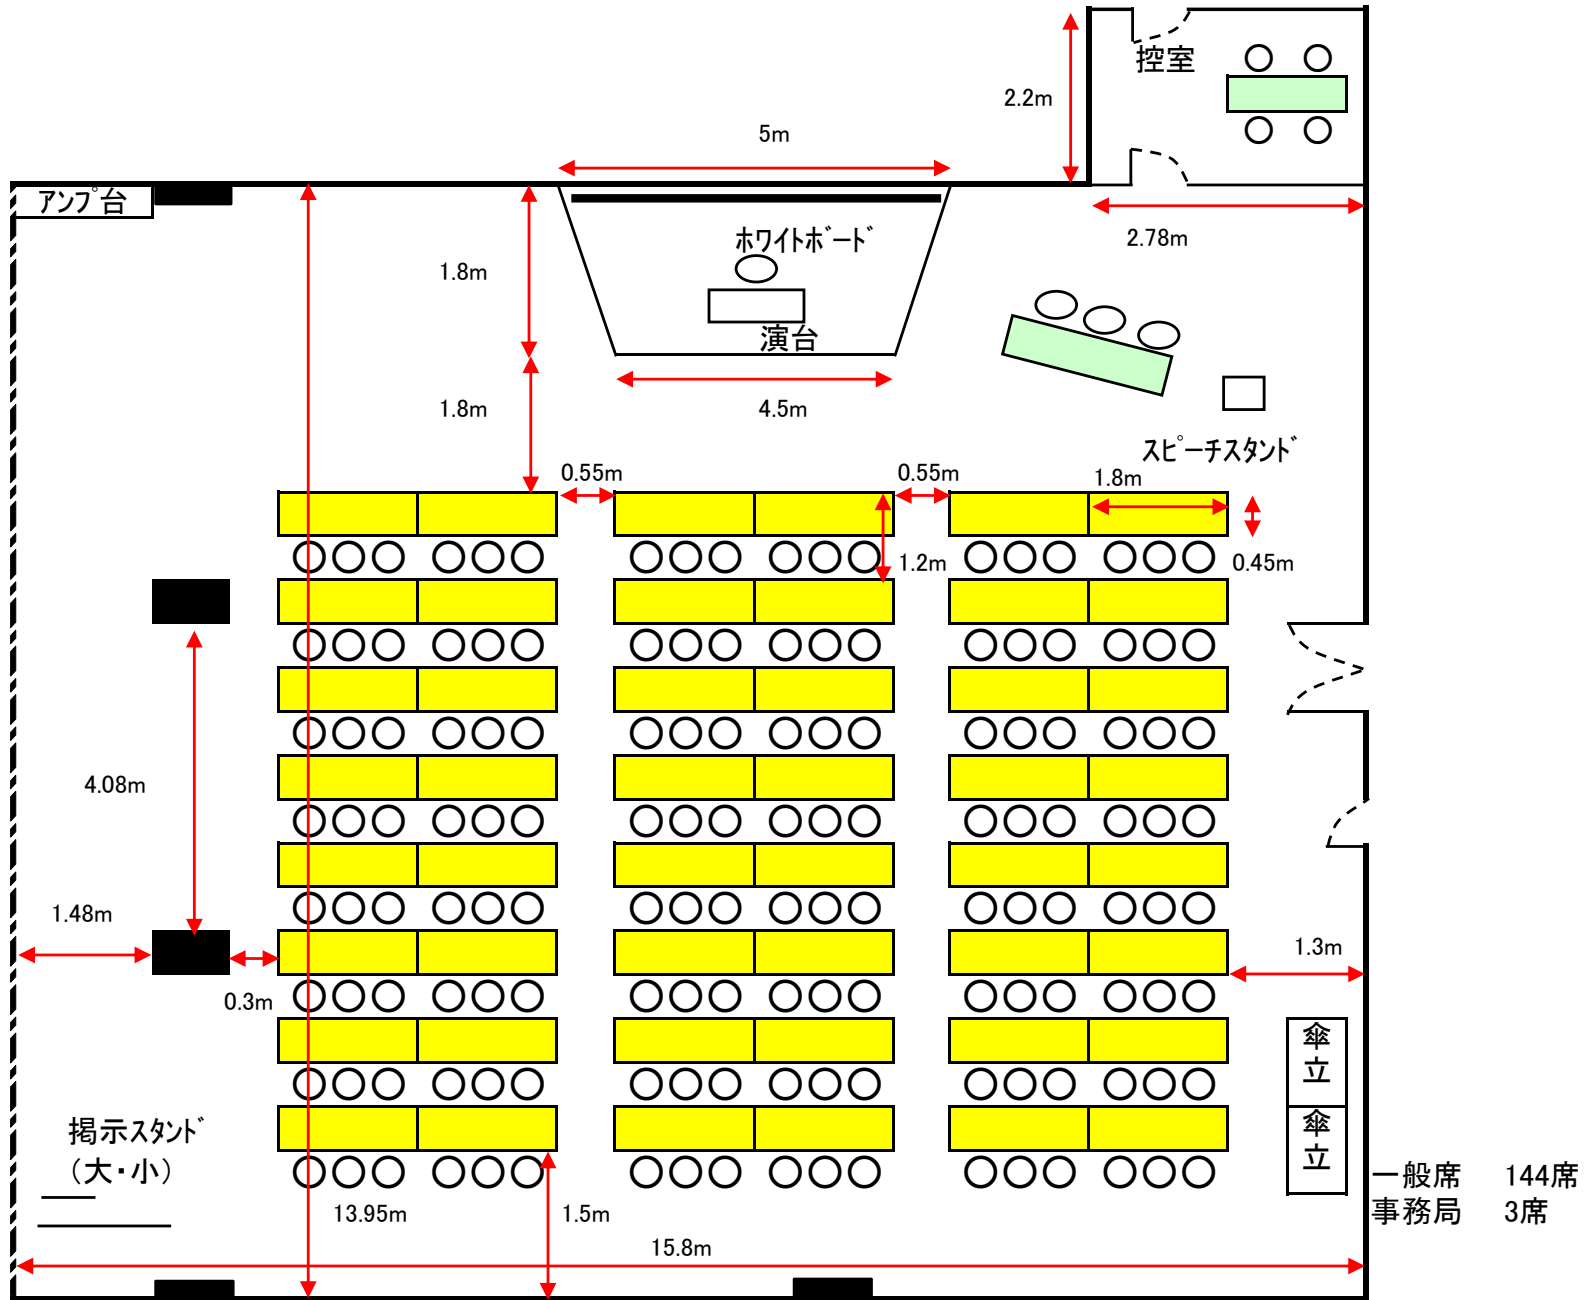 控室
2.2m
5m
アンプ台
2.78m
ホワイトボード
1.8m
演台
1.8m
4.5m
スピーチスタンド
0.55m
0.55m
1.8m
1.2m
0.45m
4.08m
1.48m
1.3m
0.3m
傘立
傘立
掲示スタンド
（大・小）
一般席 144席
事務局 3席
13.95m
1.5m
15.8m